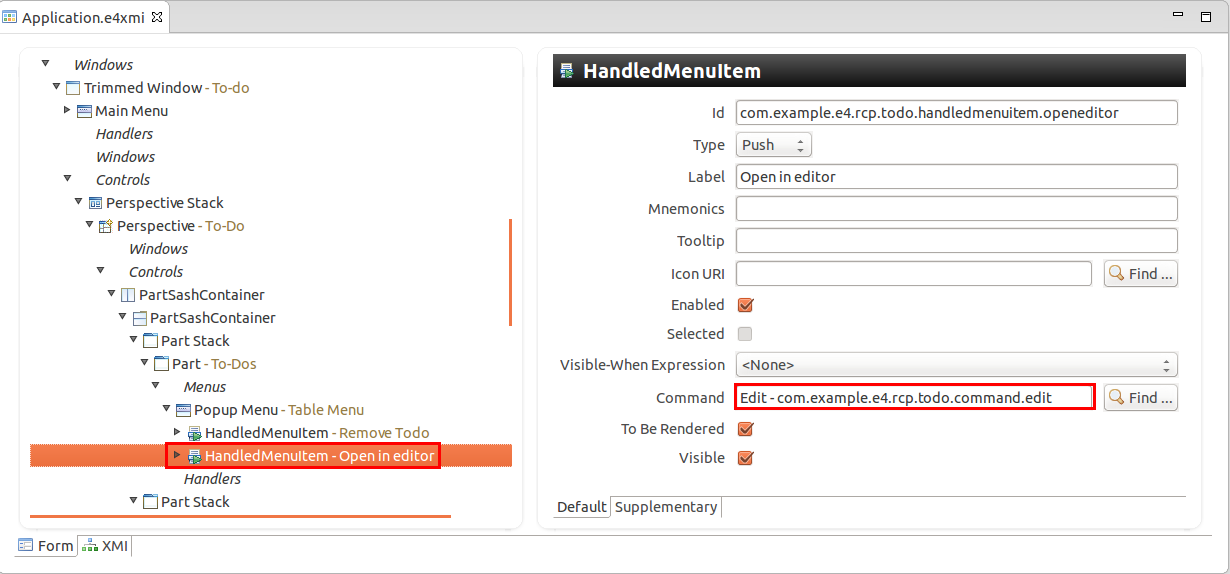 Application.e4xmi
Windows
Trimmed Window - To-do
Main Menu
Handlers
Windows
Controls
Perspective Stack
Perspective - To-Do
Windows
Controls
PartSashContainer
PartSashContainer
Part Stack
Part - To-Dos
Menus
Popup Menu - Table Menu
HandledMenuItem - Remove Todo
HandledMenuItem - Open in editor
Handlers
Part Stack
HandledMenuItem
Id com.example.e4.rcp.todo.handledmenuitem.openeditor
Type Push
Label Open in editor
Mnemonics
Tooltip
Icon URI Find ...
Enabled
Selected
Visible-When Expression <None>
Command Edit - com.example.e4.rcp.todo.command.edit Find ...
To Be Rendered
Visible
Default Supplementary
Form XMI